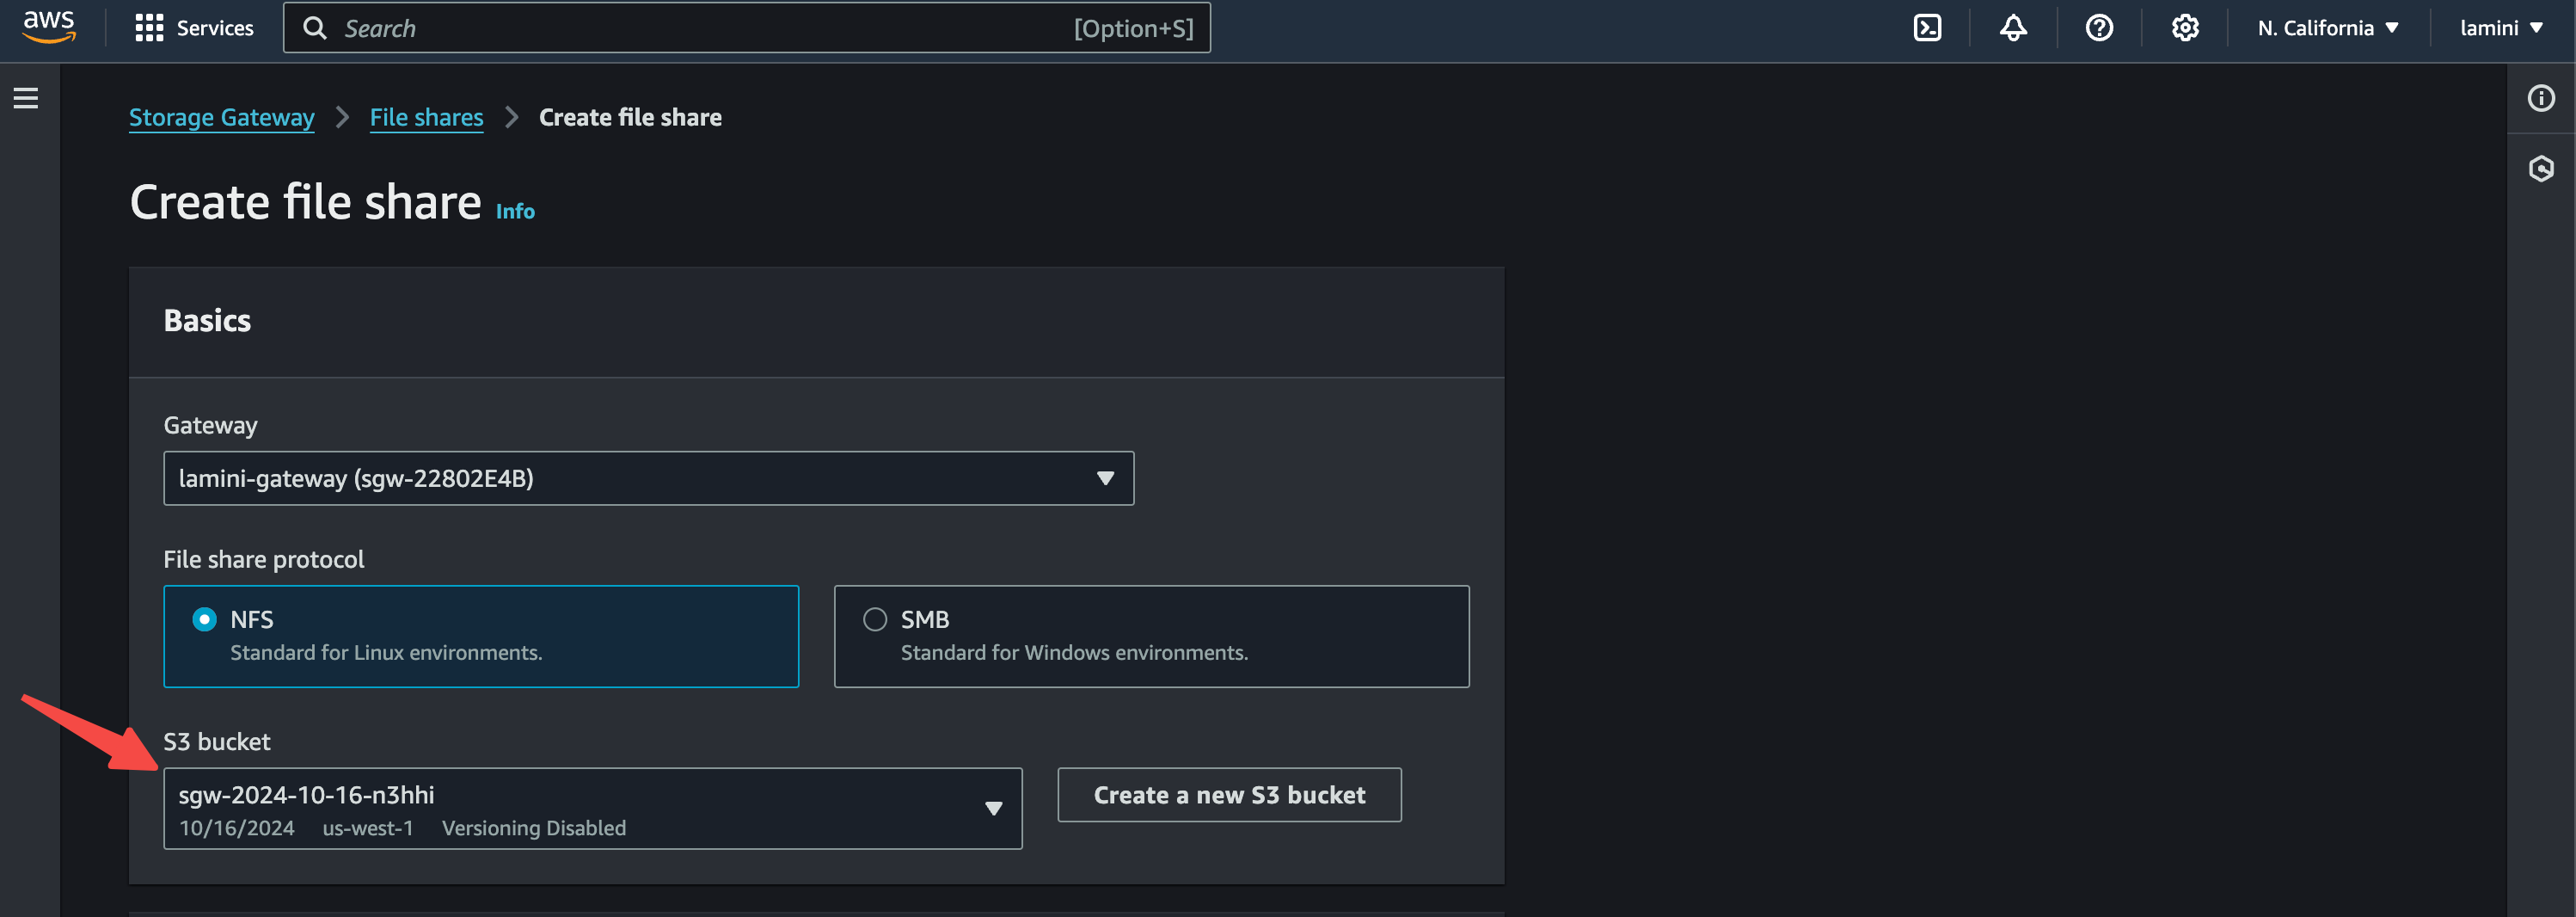 aws Services Search [Option+S] N. California lamini
Storage Gateway File shares Create file share
Create file share Info
Basics
Gateway
lamini-gateway (sgw-22802E4B)
File share protocol
NFS
Standard for Linux environments.
SMB
Standard for Windows environments.
S3 bucket
sgw-2024-10-16-n3hhi
10/16/2024 us-west-1 Versioning Disabled
Create a new S3 bucket